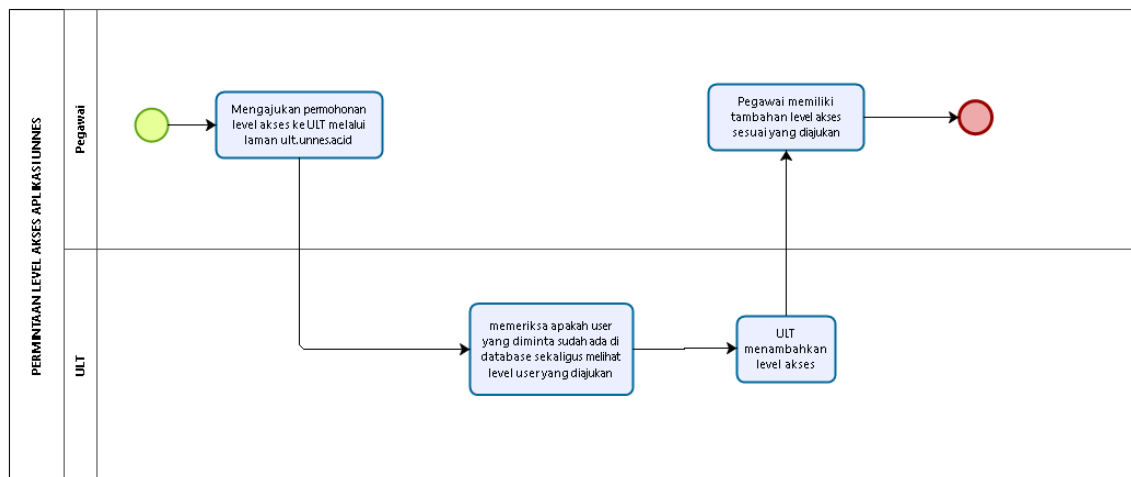 PERMINTAAN LEVEL AKSES APLIKASI UNNES
Pegawai
Mengajukan permohonan
level akses ke ULT melalui
laman ult.unnes.ac.id
Pegawai memiliki
tambahan level akses
sesuai yang diajukan
ULT
memeriksa apakah user
yang diminta sudah ada di
database sekaligus melihat
level user yang diajukan
ULT
menambahkan
level akses